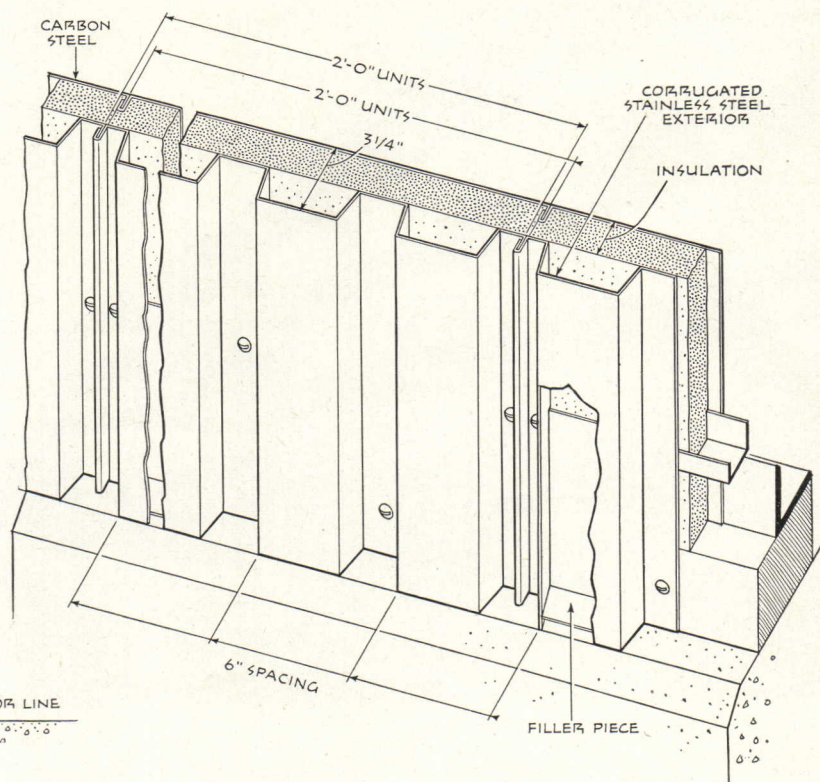 CARBON
STEEL
2'-0" UNITS
2'-0" UNITS
3 1/4"
CORRUGATED
STAINLESS STEEL
EXTERIOR
INSULATION
6" SPACING
OR LINE
FILLER PIECE